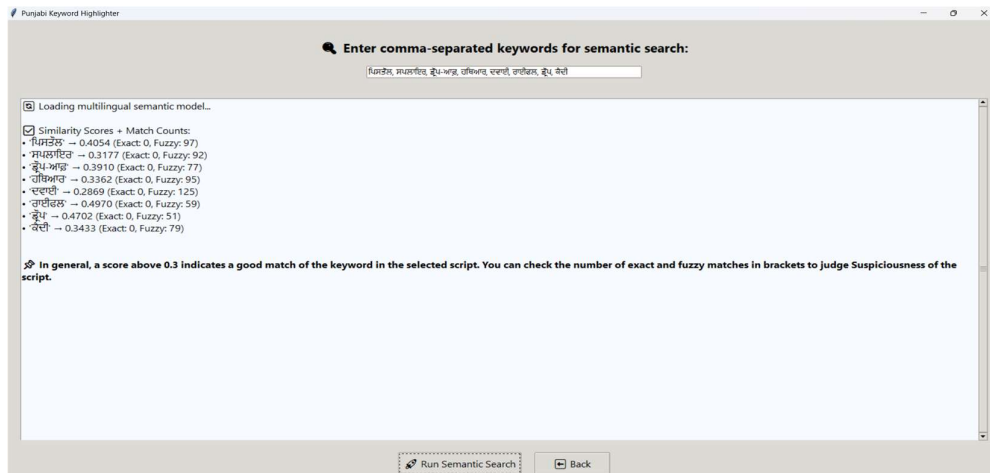 Punjabi Keyword Highlighter
Enter comma-separated keywords for semantic search:
ਪਿਸਤੌਲ, ਸਪਲਾਇਰ, ਡ੍ਰੌਪ-ਆਫ਼, ਹਥਿਆਰ, ਦਵਾਈ, ਰਾਈਫਲ, ਡ੍ਰੌਪ, ਕੈਦੀ
Loading multilingual semantic model...
Similarity Scores + Match Counts:
• 'ਪਿਸਤੌਲ' → 0.4054 (Exact: 0, Fuzzy: 97)
• 'ਸਪਲਾਇਰ' → 0.3177 (Exact: 0, Fuzzy: 92)
• 'ਡ੍ਰੌਪ-ਆਫ਼' → 0.3910 (Exact: 0, Fuzzy: 77)
• 'ਹਥਿਆਰ' → 0.3362 (Exact: 0, Fuzzy: 95)
• 'ਦਵਾਈ' → 0.2869 (Exact: 0, Fuzzy: 125)
• 'ਰਾਈਫਲ' → 0.4970 (Exact: 0, Fuzzy: 59)
• 'ਡ੍ਰੌਪ' → 0.4702 (Exact: 0, Fuzzy: 51)
• 'ਕੈਦੀ' → 0.3433 (Exact: 0, Fuzzy: 79)
In general, a score above 0.3 indicates a good match of the keyword in the selected script. You can check the number of exact and fuzzy matches in brackets to judge Suspiciousness of the
script.
Run Semantic Search
Back